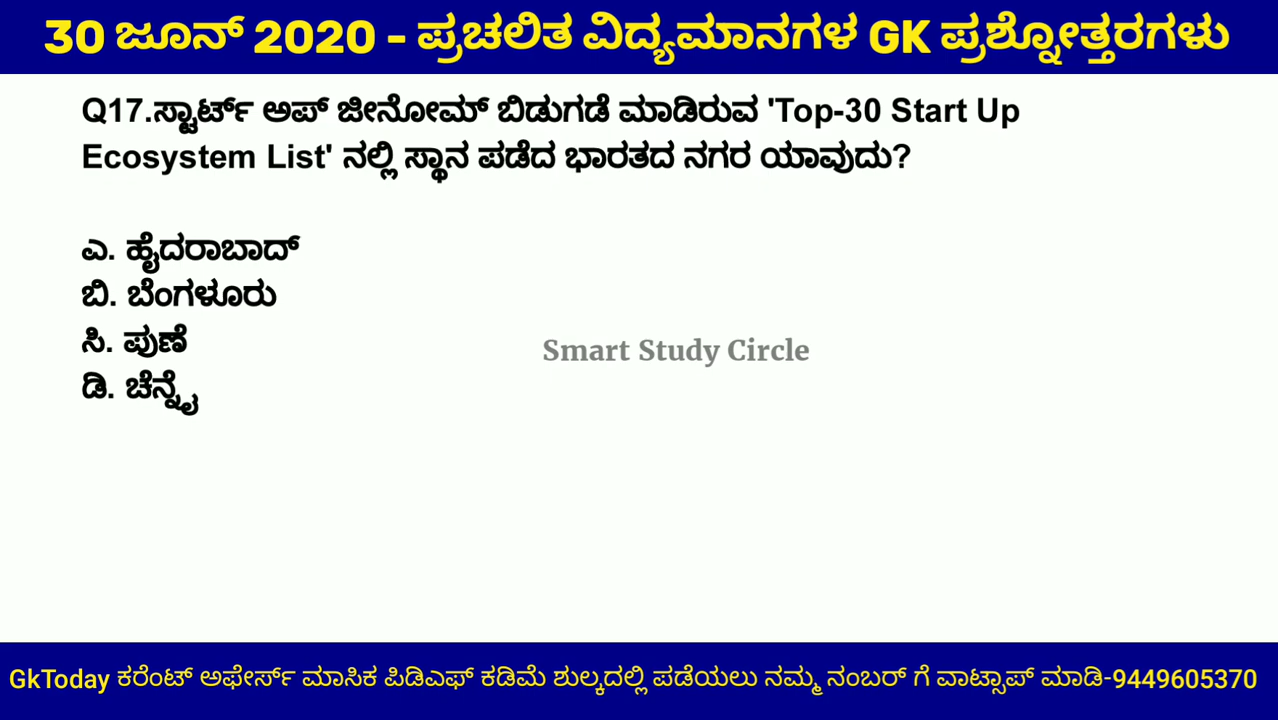 30 ಜೂನ್ 2020 - ಪ್ರಚಲಿತ ವಿದ್ಯಮಾನಗಳ GK ಪ್ರಶ್ನೋತ್ತರಗಳು
Q17.ಸ್ಟಾರ್ಟ್ ಅಪ್ ಜೀನೋಮ್ ಬಿಡುಗಡೆ ಮಾಡಿರುವ 'Top-30 Start Up
Ecosystem List' ನಲ್ಲಿ ಸ್ಥಾನ ಪಡೆದ ಭಾರತದ ನಗರ ಯಾವುದು?
ಎ. ಹೈದರಾಬಾದ್
ಬಿ. ಬೆಂಗಳೂರು
ಸಿ. ಪುಣೆ
Smart Study Circle
ಡಿ. ಚೆನ್ನೈ
GkToday ಕರೆಂಟ್ ಅಫೇರ್ಸ್ ಮಾಸಿಕ ಪಿಡಿಎಫ್ ಕಡಿಮೆ ಶುಲ್ಕದಲ್ಲಿ ಪಡೆಯಲು ನಮ್ಮ ನಂಬರ್ ಗೆ ವಾಟ್ಸಾಪ್ ಮಾಡಿ-9449605370